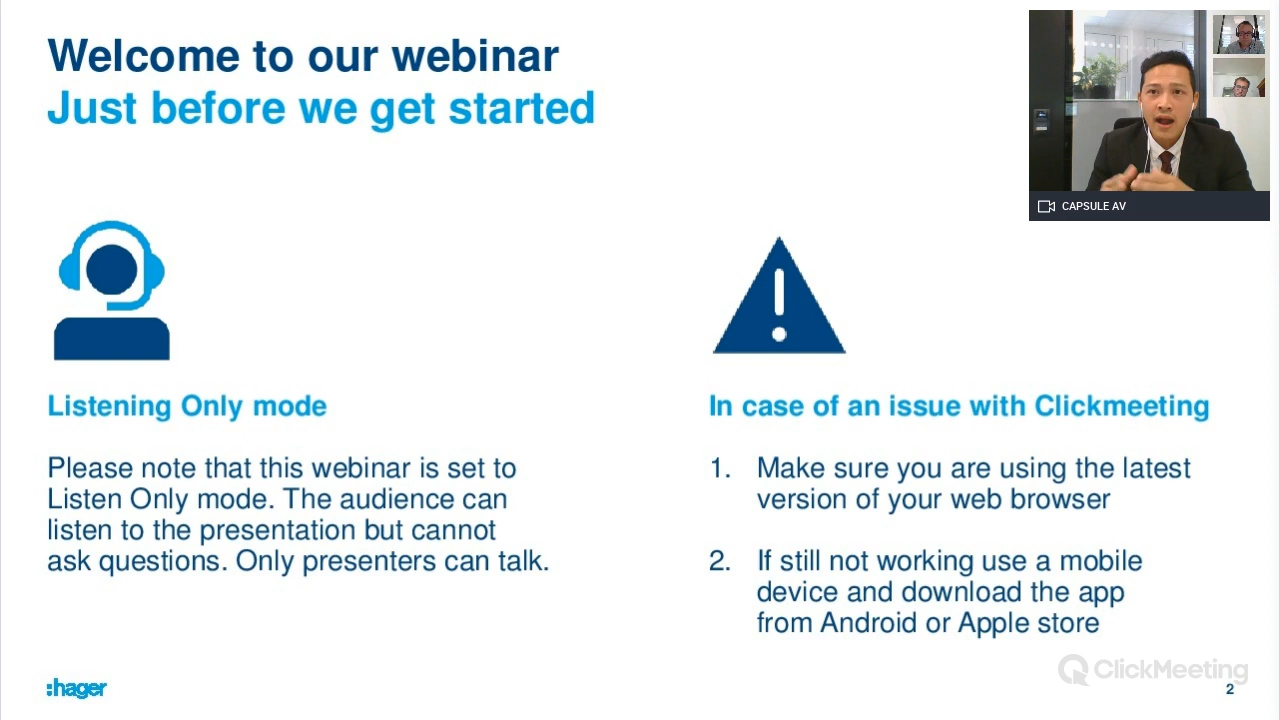 Welcome to our webinar
Just before we get started
CAPSULE AV
Listening Only mode
Please note that this webinar is set to
Listen Only mode. The audience can
listen to the presentation but cannot
ask questions. Only presenters can talk.
In case of an issue with Clickmeeting
1. Make sure you are using the latest
version of your web browser
2. If still not working use a mobile
device and download the app
from Android or Apple store
:hager
ClickMeeting
2